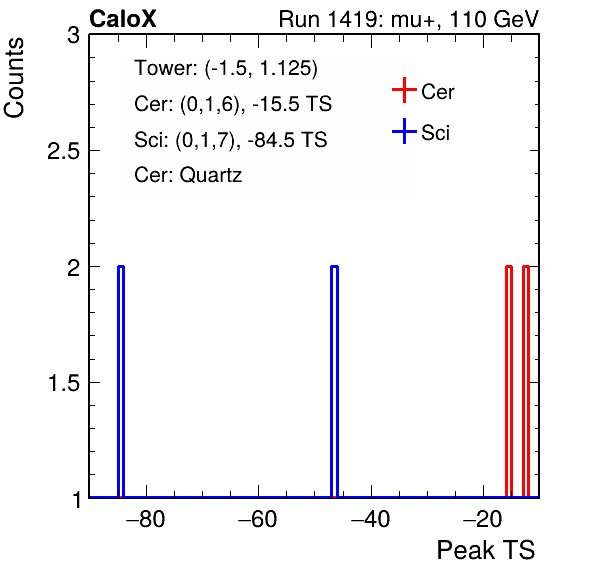 CaloX Run 1419: mu+, 110 GeV
Counts
3
2.5
2
1.5
1
Tower: (-1.5, 1.125)
Cer: (0,1,6), -15.5 TS
Sci: (0,1,7), -84.5 TS
Cer: Quartz
Cer
Sci
−80 −60 −40 −20
Peak TS